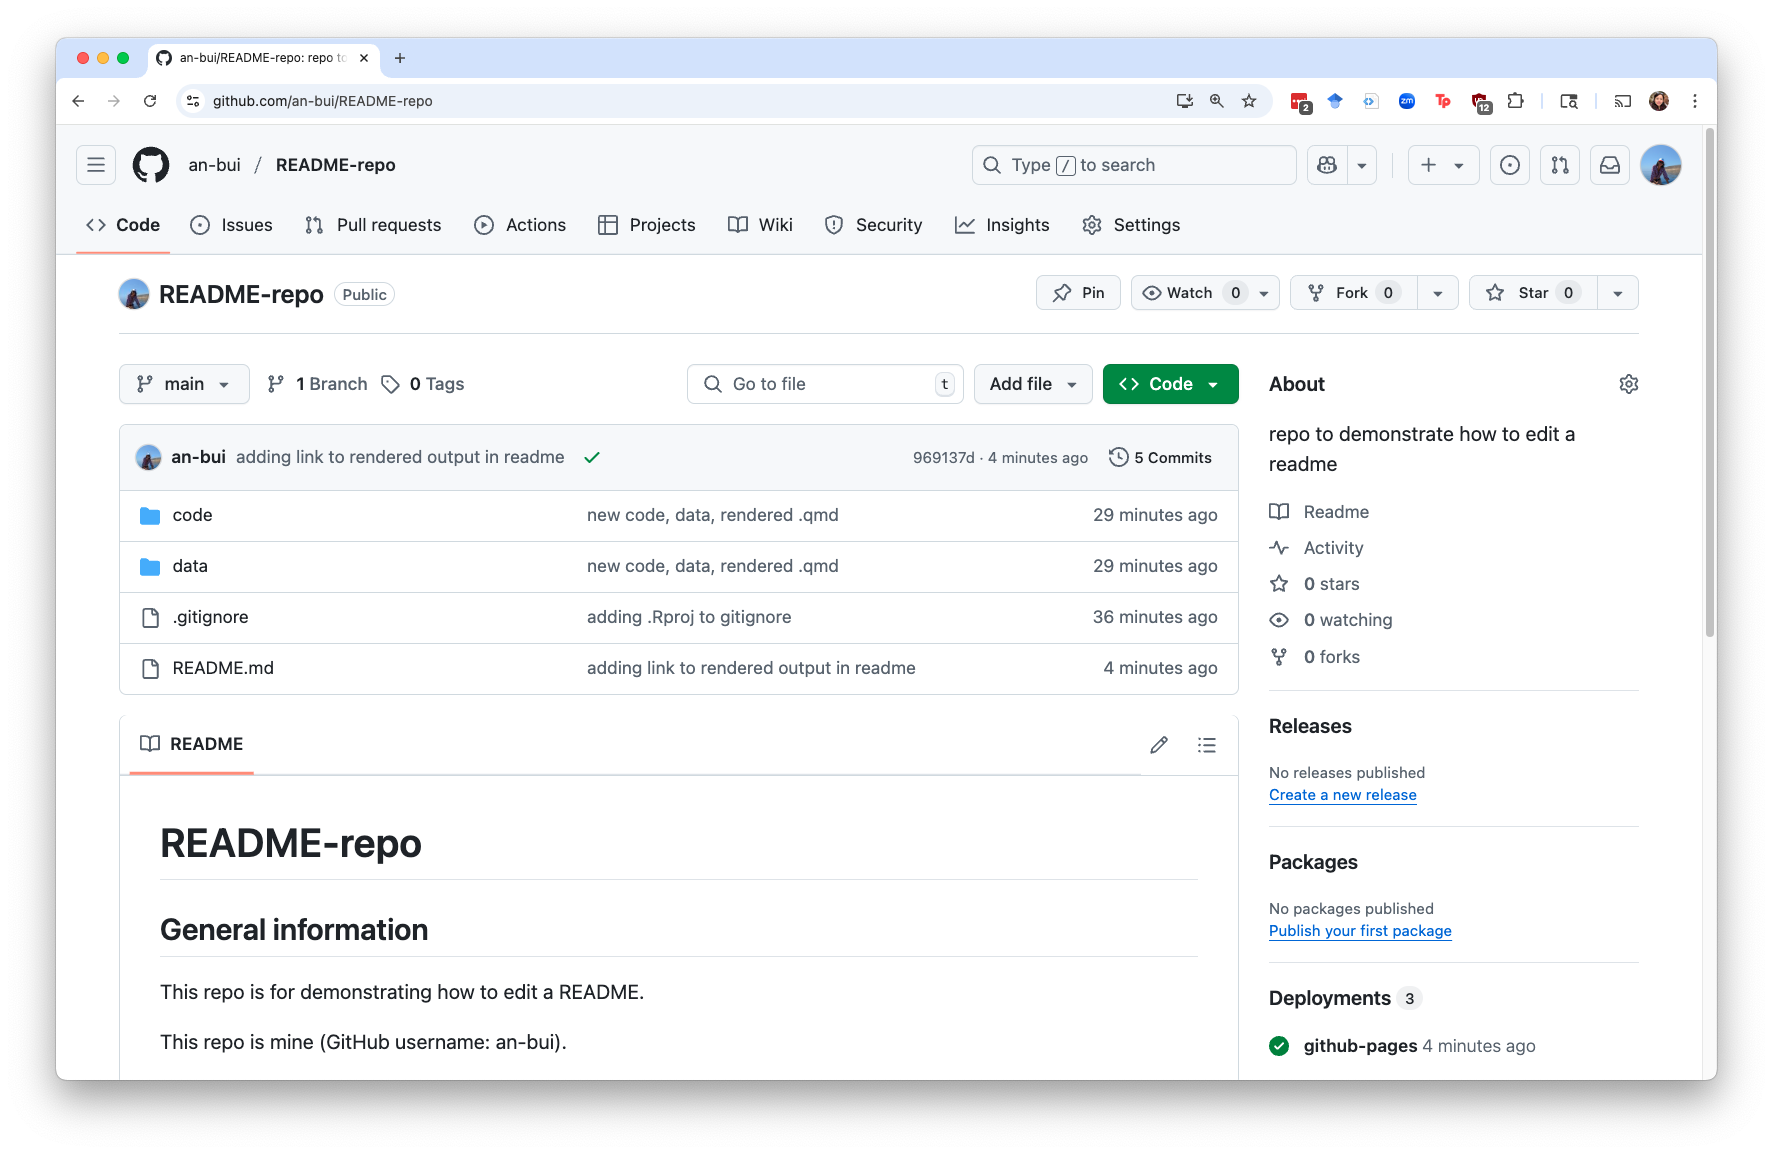 an-bui/README-repo: repo to
github.com/an-bui/README-repo
2
zm
Tp
12
an-bui / README-repo
Type / to search
Code
Issues
Pull requests
Actions
Projects
Wiki
Security
Insights
Settings
README-repo Public
Pin
Watch 0
Fork 0
Star 0
main
1 Branch
0 Tags
Go to file t
Add file
Code
an-bui adding link to rendered output in readme 969137d · 4 minutes ago 5 Commits
code new code, data, rendered .qmd 29 minutes ago
data new code, data, rendered .qmd 29 minutes ago
.gitignore adding .Rproj to gitignore 36 minutes ago
README.md adding link to rendered output in readme 4 minutes ago
README
README-repo
General information
This repo is for demonstrating how to edit a README.
This repo is mine (GitHub username: an-bui).
About
repo to demonstrate how to edit a
readme
Readme
Activity
0 stars
0 watching
0 forks
Releases
No releases published
Create a new release
Packages
No packages published
Publish your first package
Deployments 3
github-pages 4 minutes ago